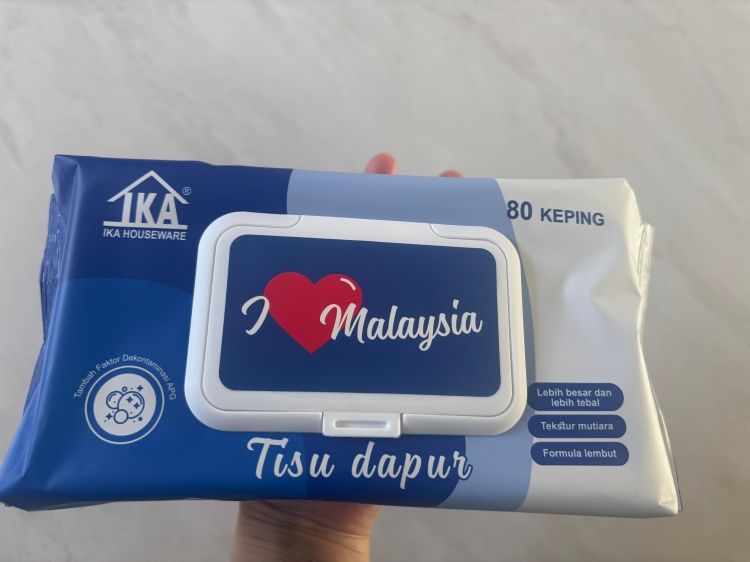 IKA®
IKA HOUSEWARE
80 KEPING
I Malaysia
Tambah Faktor Dekontaminasi APG
Lebih besar dan
lebih tebal
Tekstur mutiara
Formula lembut
Tisu dapur